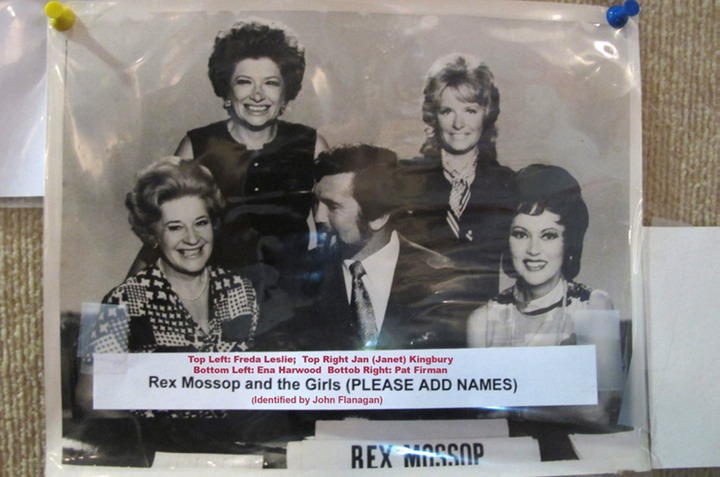 Top Left: Freda Leslie; Top Right Jan (Janet) Kingbury
Bottom Left: Ena Harwood Bottob Right: Pat Firman
Rex Mossop and the Girls (PLEASE ADD NAMES)
(Identified by John Flanagan)
REX MOSSOP